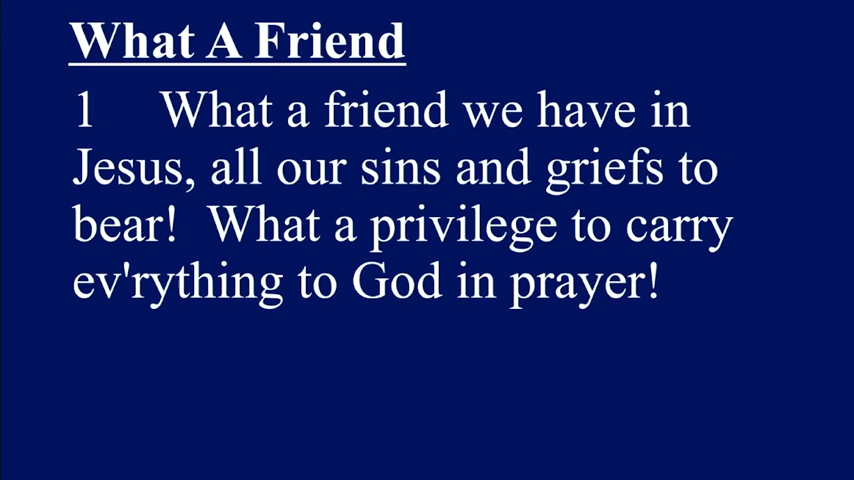 What A Friend
1 What a friend we have in
Jesus, all our sins and griefs to
bear! What a privilege to carry
ev'rything to God in prayer!